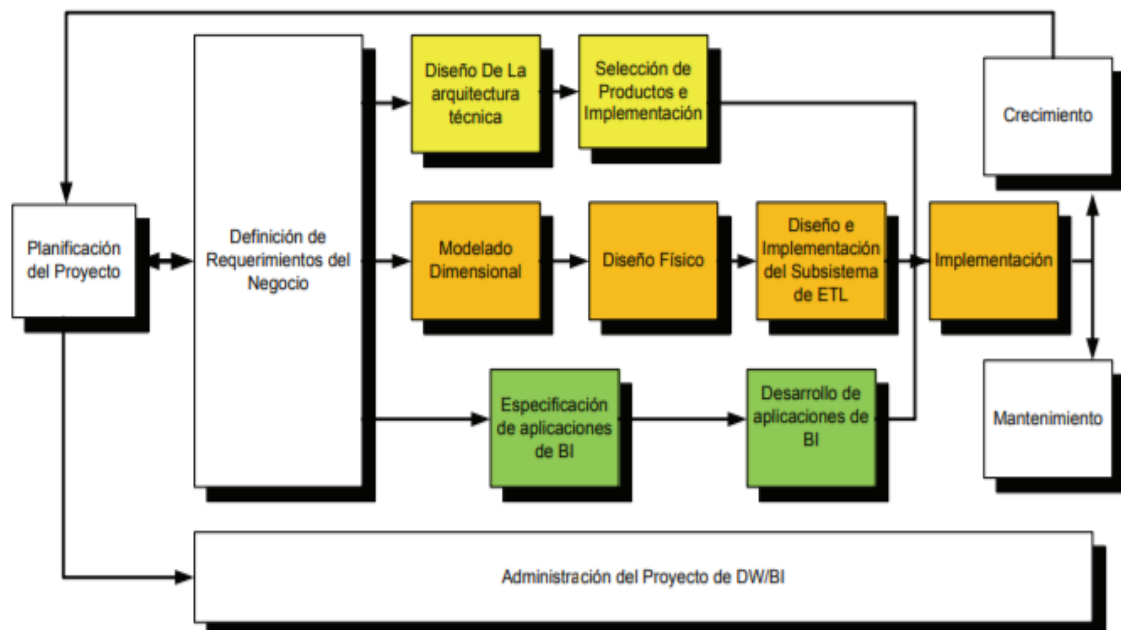 Diseño De La
arquitectura
técnica
Selección de
Productos e
Implementación
Crecimiento
Planificación
del Proyecto
Definición de
Requerimientos del
Negocio
Modelado
Dimensional
Diseño Físico
Diseño e
Implementación
del Subsistema
de ETL
Implementación
Especificación
de aplicaciones
de BI
Desarrollo de
aplicaciones de
BI
Mantenimiento
Administración del Proyecto de DW/BI